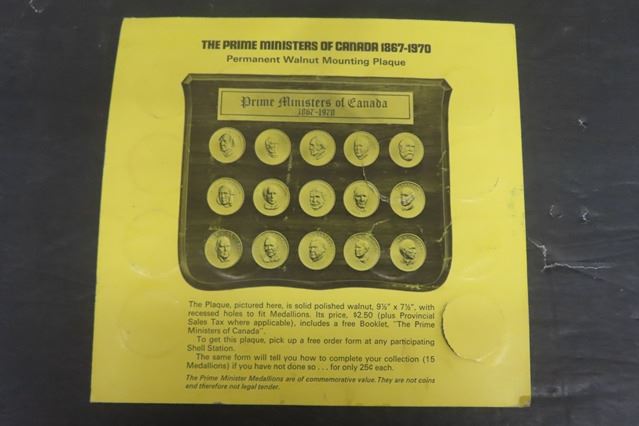 THE PRIME MINISTERS OF CANADA 1867-1970
Permanent Walnut Mounting Plaque
Prime Ministers of Canada
1867-1970
The Plaque, pictured here, is solid polished walnut, 9½" x 7½", with
recessed holes to fit Medallions. Its price, $2.50 (plus Provincial
Sales Tax where applicable), includes a free Booklet, "The Prime
Ministers of Canada".
To get this plaque, pick up a free order form at any participating
Shell Station.
The same form will tell you how to complete your collection (15
Medallions) if you have not done so . . . for only 25¢ each.
The Prime Minister Medallions are of commemorative value. They are not coins
and therefore not legal tender.